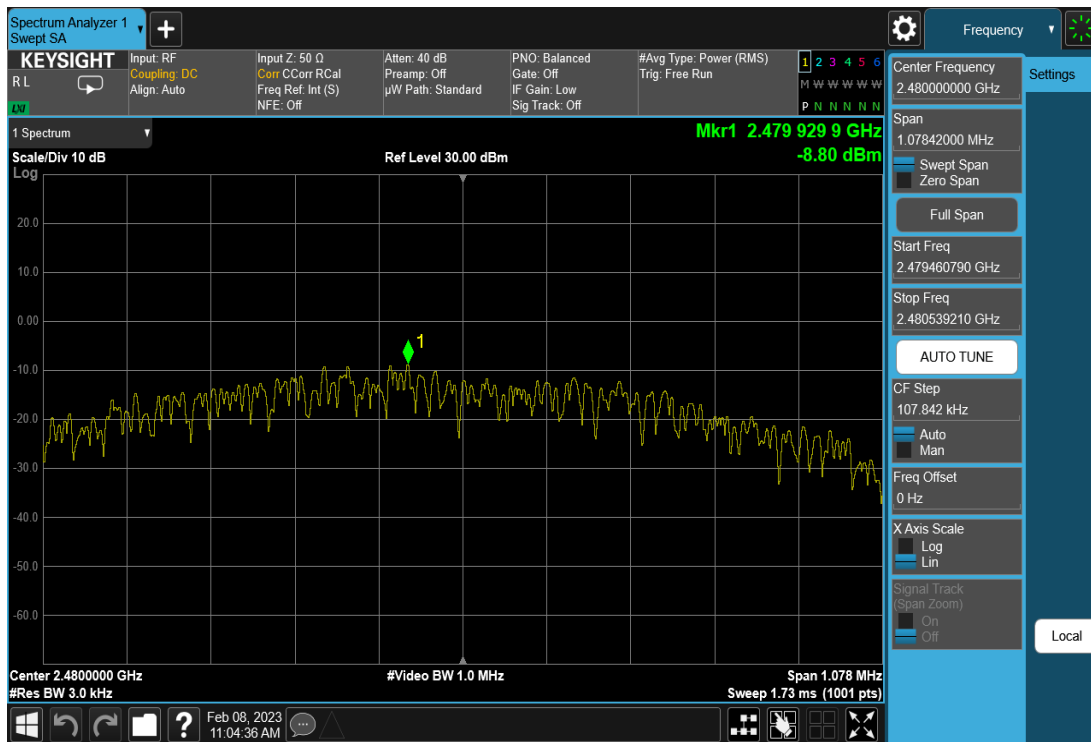 Spectrum Analyzer 1
Swept SA
Frequency
KEYSIGHT
R L
LXI
Input: RF
Coupling: DC
Align: Auto
Input Z: 50 Ω
Corr CCorr RCal
Freq Ref: Int (S)
NFE: Off
Atten: 40 dB
Preamp: Off
µW Path: Standard
PNO: Balanced
Gate: Off
IF Gain: Low
Sig Track: Off
#Avg Type: Power (RMS)
Trig: Free Run
1 2 3 4 5 6
M W W W W W
P N N N N N
1 Spectrum
Scale/Div 10 dB
Ref Level 30.00 dBm
Mkr1 2.479 929 9 GHz
-8.80 dBm
Log
20.0
10.0
0.00
-10.0
-20.0
-30.0
-40.0
-50.0
-60.0
1
Center 2.4800000 GHz
#Video BW 1.0 MHz
Span 1.078 MHz
#Res BW 3.0 kHz
Sweep 1.73 ms (1001 pts)
?
Feb 08, 2023
11:04:36 AM
Center Frequency
2.480000000 GHz
Span
1.07842000 MHz
Swept Span
Zero Span
Full Span
Start Freq
2.479460790 GHz
Stop Freq
2.480539210 GHz
AUTO TUNE
CF Step
107.842 kHz
Auto
Man
Freq Offset
0 Hz
X Axis Scale
Log
Lin
Signal Track
(Span Zoom)
On
Off
Settings
Local